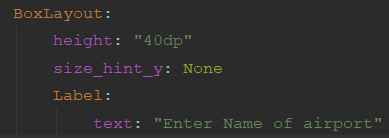 BoxLayout:
    height: "40dp"
    size_hint_y: None
    Label:
        text: "Enter Name of airport"